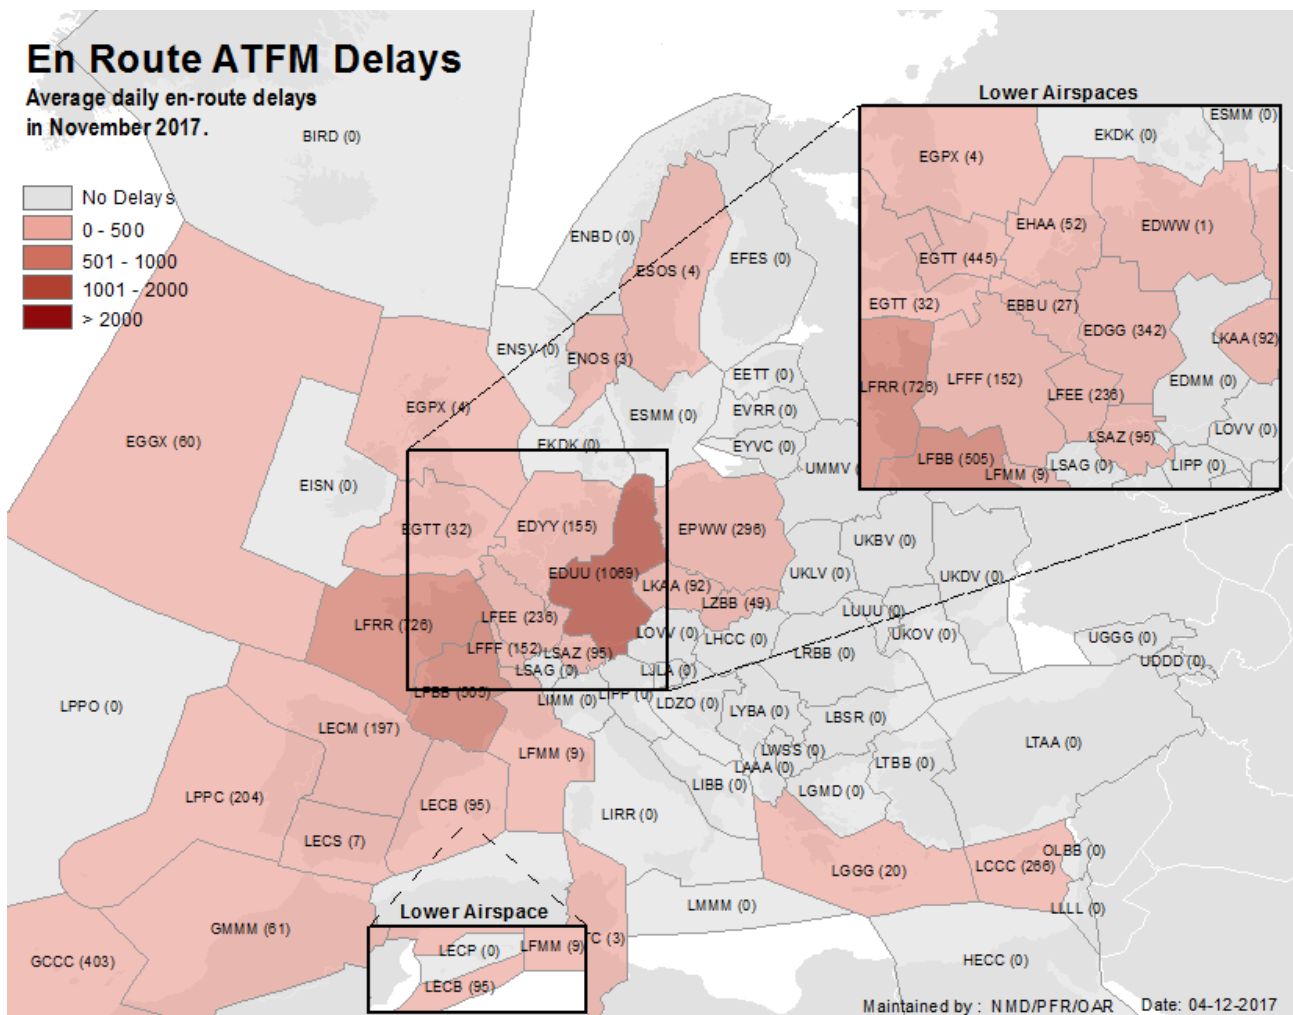 En Route ATFM Delays
Average daily en-route delays
in November 2017.
No Delays
0 - 500
501 - 1000
1001 - 2000
> 2000
BIRD (0)
ENBD (0)
ESOS (4)
EFES (0)
ENSV (0)
ENOS (3)
EETT (0)
EGPX (4)
ESMM (0)
EVRR (0)
EGGX (60)
EKDK (0)
EYVC (0)
UMMV (0)
EISN (0)
EGTT (32)
EDYY (155)
EPWW (296)
UKBV (0)
EDUU (1069)
LKAA (92)
UKLV (0)
UKDV (0)
LZBB (49)
LFRR (726)
LFEE (236)
LOVV (0)
LHCC (0)
LUUU (0)
UKOV (0)
UGGG (0)
LFFF (152)
LSAZ (95)
LRBB (0)
UDDD (0)
LSAG (0)
LJLA (0)
LFBB (505)
LIMM (0)
LIPP (0)
LDZO (0)
LPPO (0)
LYBA (0)
LBSR (0)
LECM (197)
LTAA (0)
LFMM (9)
LWSS (0)
LTBB (0)
LAAA (0)
LPPC (204)
LECB (95)
LIBB (0)
LGMD (0)
LIRR (0)
LECS (7)
OLBB (0)
LGGG (20)
LCCC (266)
LMMM (0)
LLLL (0)
GMMM (61)
TC (3)
GCCC (403)
HECC (0)
Lower Airspace
LECP (0)
LFMM (9)
LECB (95)
Lower Airspaces
ESMM (0)
EKDK (0)
EGPX (4)
EHAA (52)
EDWW (1)
EGTT (445)
EGTT (32)
EBBU (27)
EDGG (342)
LKAA (92)
LFRR (726)
LFFF (152)
LFEE (236)
EDMM (0)
LOVV (0)
LSAZ (95)
LFBB (505)
LSAG (0)
LIPP (0)
LFMM (9)
Maintained by : NMD/PFR/OAR Date: 04-12-2017